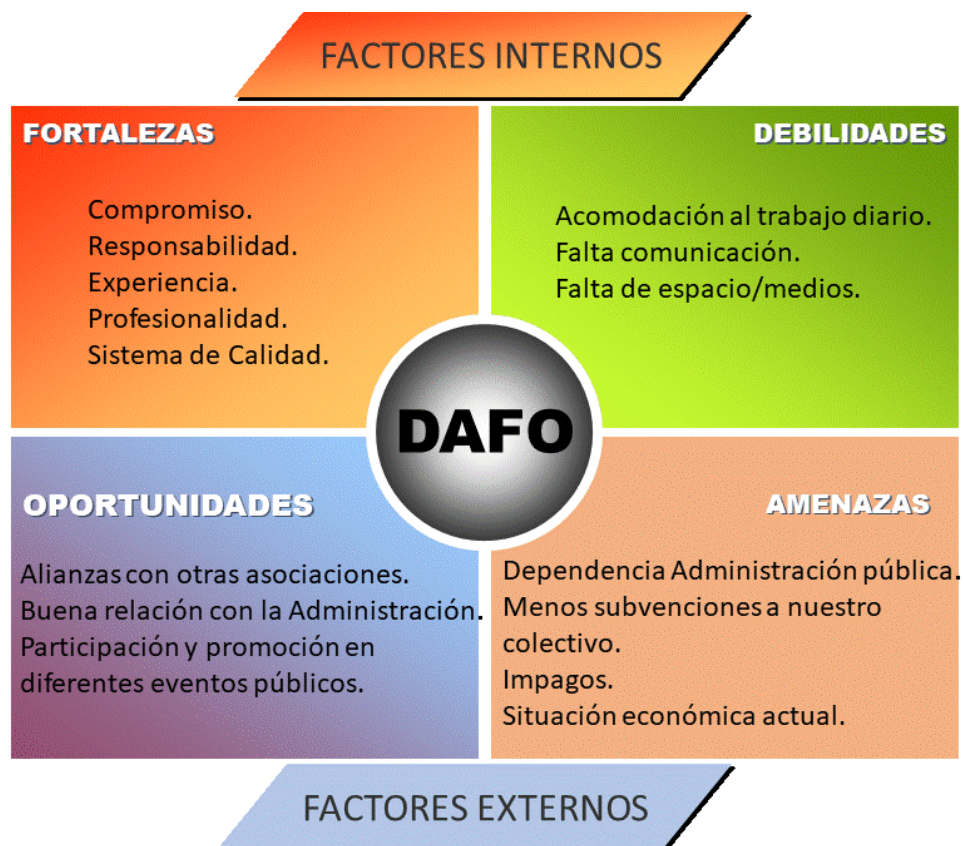 FACTORES INTERNOS
FORTALEZAS
Compromiso.
Responsabilidad.
Experiencia.
Profesionalidad.
Sistema de Calidad.
DEBILIDADES
Acomodación al trabajo diario.
Falta comunicación.
Falta de espacio/medios.
DAFO
OPORTUNIDADES
Alianzas con otras asociaciones.
Buena relación con la Administración.
Participación y promoción en
diferentes eventos públicos.
AMENAZAS
Dependencia Administración pública.
Menos subvenciones a nuestro
colectivo.
Impagos.
Situación económica actual.
FACTORES EXTERNOS